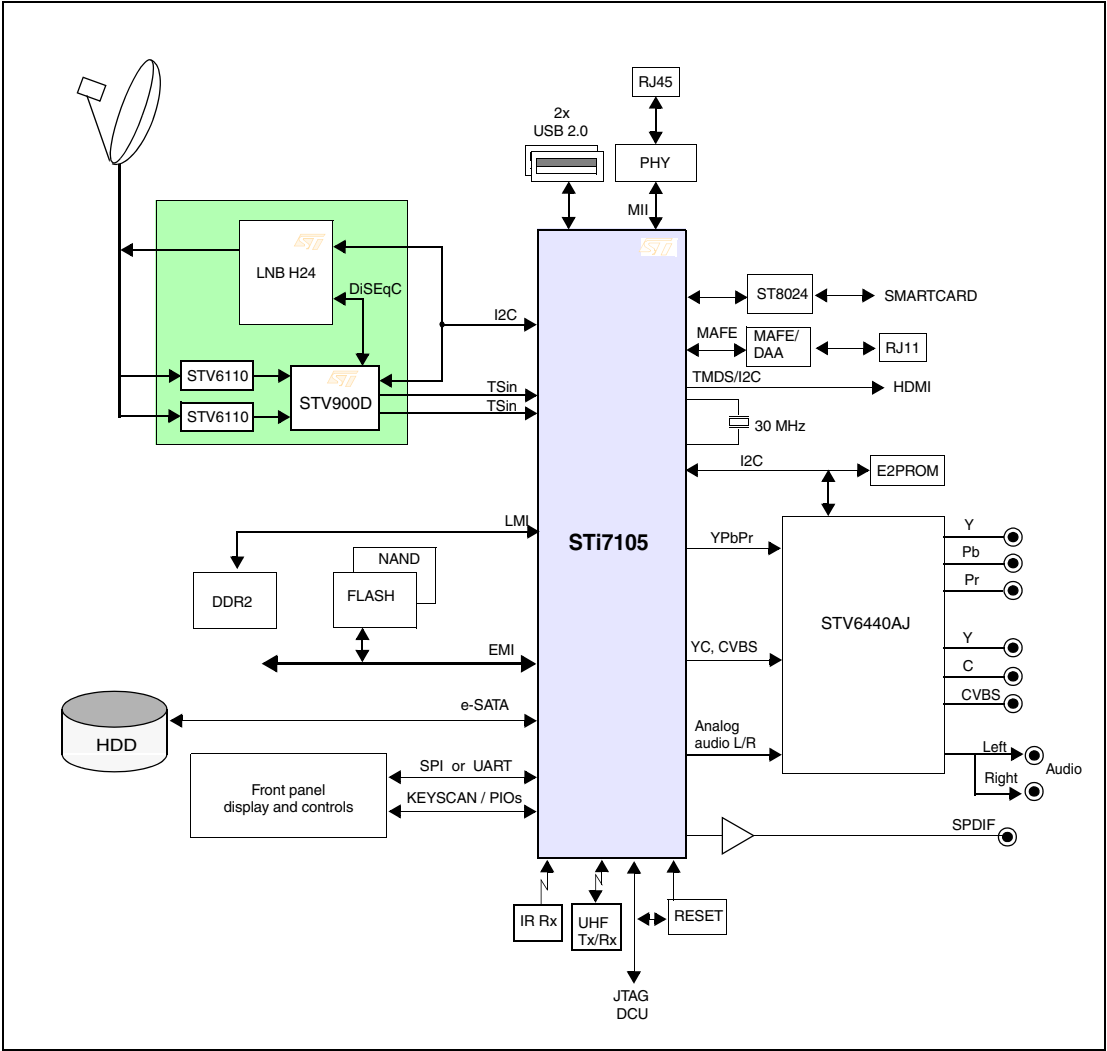 RJ45
2x
USB 2.0
PHY
MII
LNB H24
DiSEqC
I2C
STV6110
STV6110
STV900D
TSin
TSin
ST8024
SMARTCARD
MAFE
MAFE/
DAA
RJ11
TMDS/I2C
HDMI
30 MHz
I2C
E2PROM
STi7105
LMI
DDR2
NAND
FLASH
EMI
YPbPr
STV6440AJ
Y
Pb
Pr
YC, CVBS
Y
C
CVBS
e-SATA
HDD
Analog
audio L/R
Left
Right
Audio
Front panel
display and controls
SPI or UART
KEYSCAN / PIOs
SPDIF
IR Rx
UHF
Tx/Rx
RESET
JTAG
DCU
ST
ST
ST